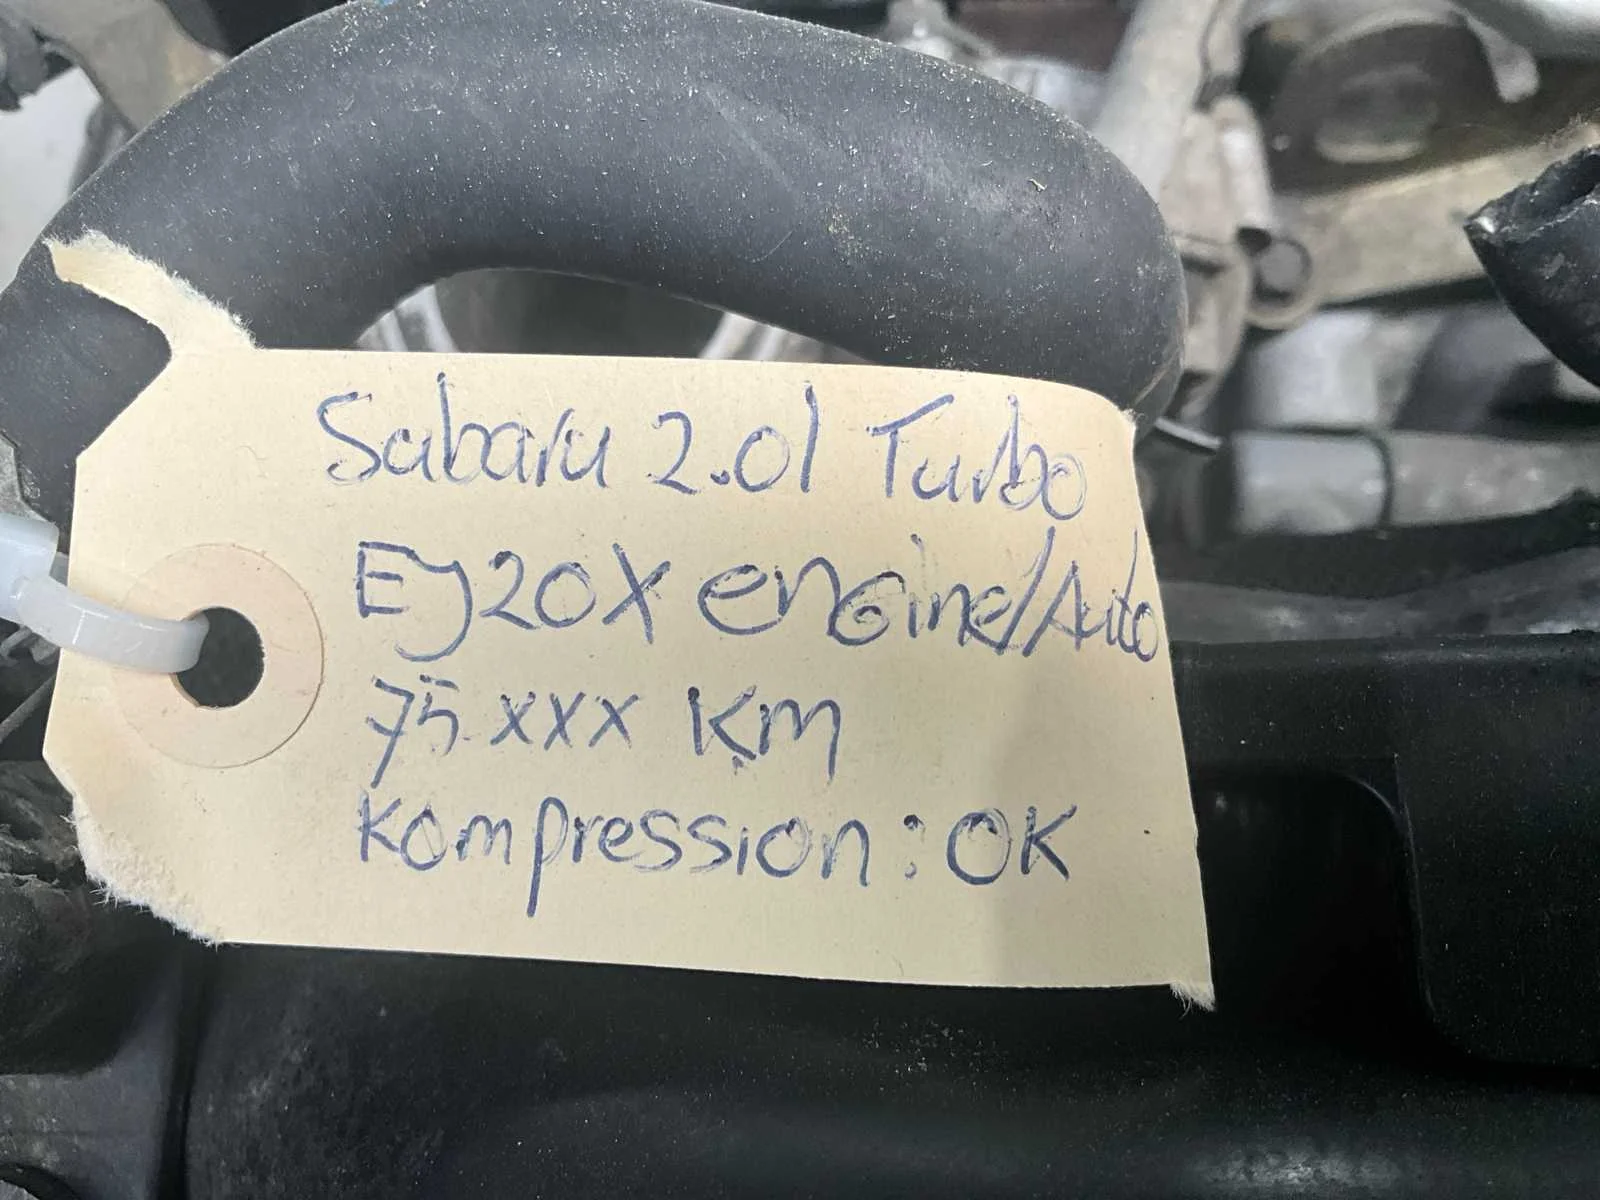 Subaru 2.0l Turbo
EJ20X engine/Auto
75.xxx KM
Kompression: OK